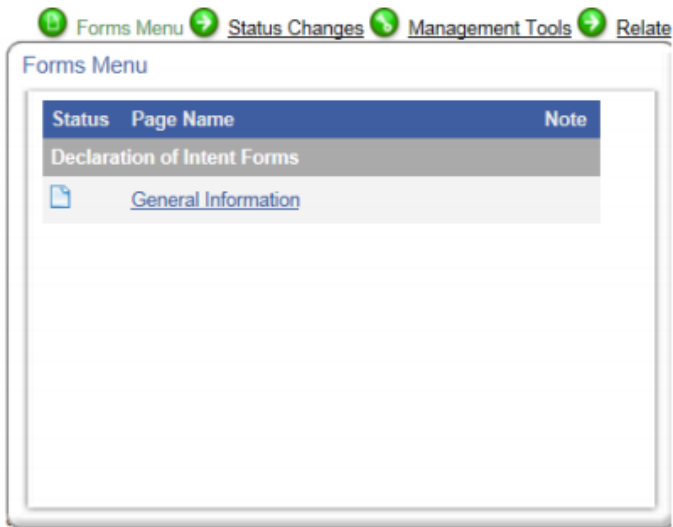 Forms Menu Status Changes Management Tools Relate
Forms Menu
Status Page Name Note
Declaration of Intent Forms
General Information